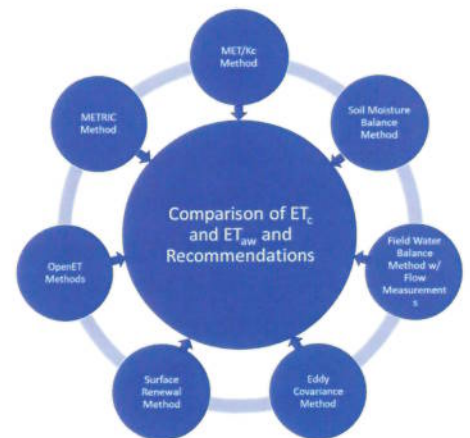 MET/Kc
Method
Soil Moisture
Balance
Method
Field Water
Balance
Method w/
Flow
Measurement
s
Eddy
Covariance
Method
Surface
Renewal
Method
OpenET
Methods
METRIC
Method
Comparison of ETc
and ETaw and
Recommendations